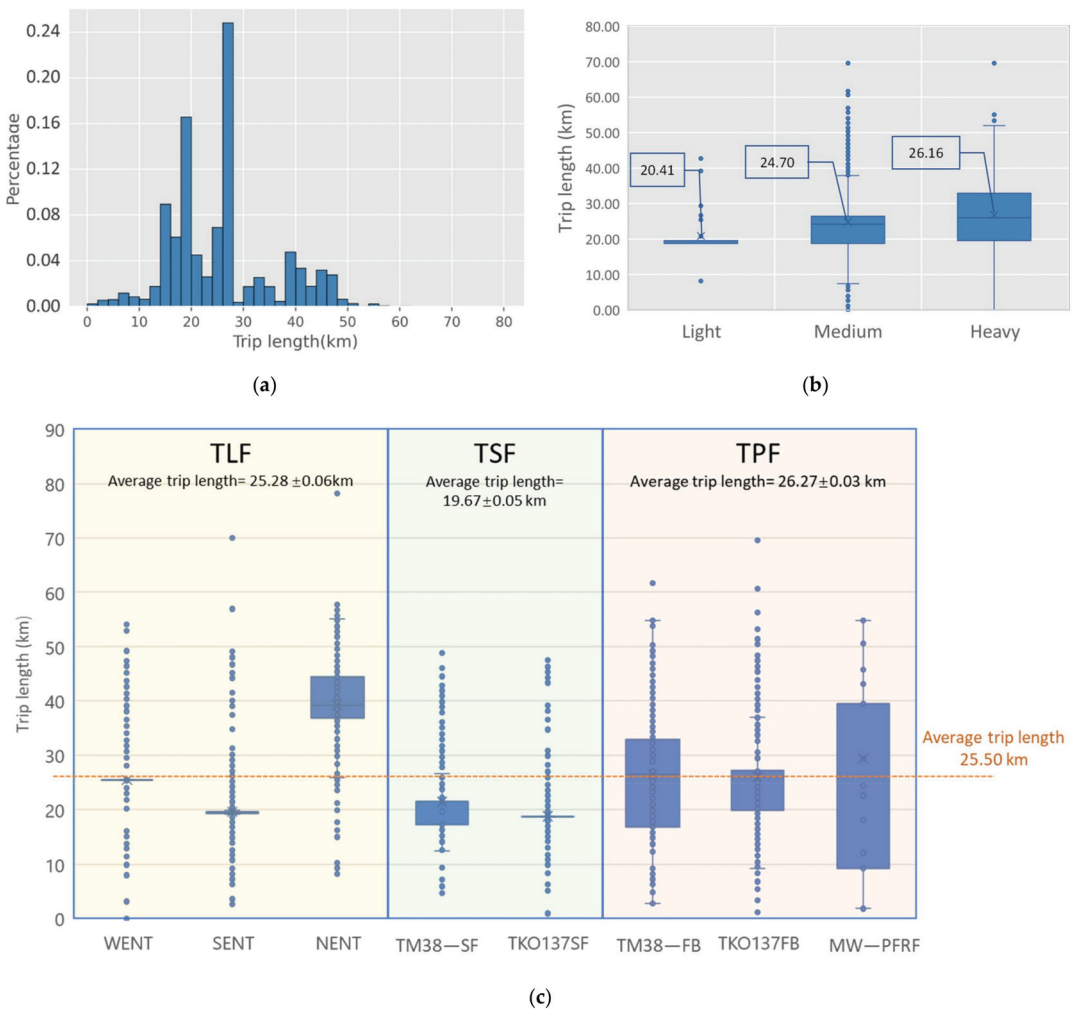 0.24
0.20
0.16
0.12
0.08
0.04
0.00
Percentage
0 10 20 30 40 50 60 70 80
Trip length(km)
(a)
80.00
70.00
60.00
50.00
40.00
30.00
20.00
10.00
0.00
Trip length (km)
20.41
24.70
26.16
Light Medium Heavy
(b)
90
80
70
60
50
40
30
20
10
0
Trip length (km)
TLF
Average trip length= 25.28 ±0.06km
TSF
Average trip length=
19.67±0.05 km
TPF
Average trip length= 26.27±0.03 km
Average trip length
25.50 km
WENT SENT NENT TM38—SF TKO137SF TM38—FB TKO137FB MW—PFRF
(c)